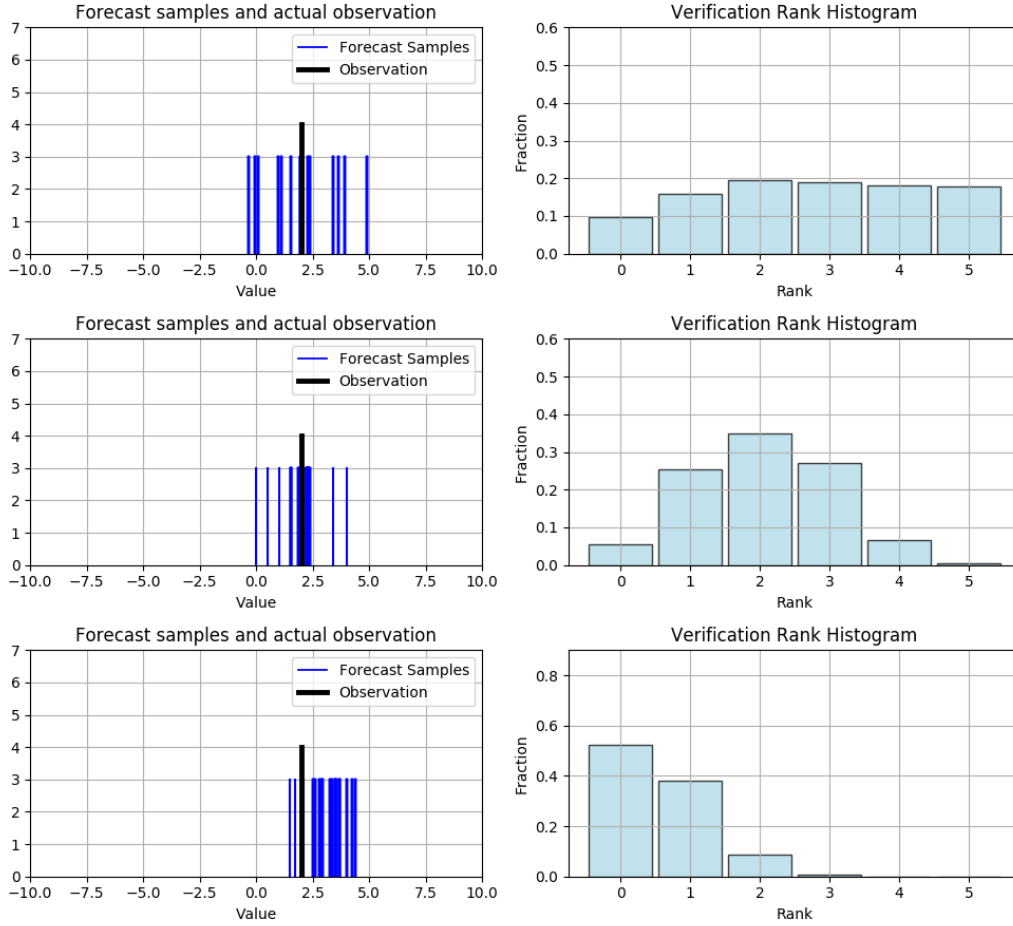 Forecast samples and actual observation
7
6
5
4
3
2
1
0
Forecast Samples
Observation
−10.0 −7.5 −5.0 −2.5 0.0 2.5 5.0 7.5 10.0
Value
Verification Rank Histogram
Fraction
0.6
0.5
0.4
0.3
0.2
0.1
0.0
0 1 2 3 4 5
Rank
Forecast samples and actual observation
7
6
5
4
3
2
1
0
Forecast Samples
Observation
−10.0 −7.5 −5.0 −2.5 0.0 2.5 5.0 7.5 10.0
Value
Verification Rank Histogram
Fraction
0.6
0.5
0.4
0.3
0.2
0.1
0.0
0 1 2 3 4 5
Rank
Forecast samples and actual observation
7
6
5
4
3
2
1
0
Forecast Samples
Observation
−10.0 −7.5 −5.0 −2.5 0.0 2.5 5.0 7.5 10.0
Value
Verification Rank Histogram
Fraction
0.8
0.6
0.4
0.2
0.0
0 1 2 3 4 5
Rank